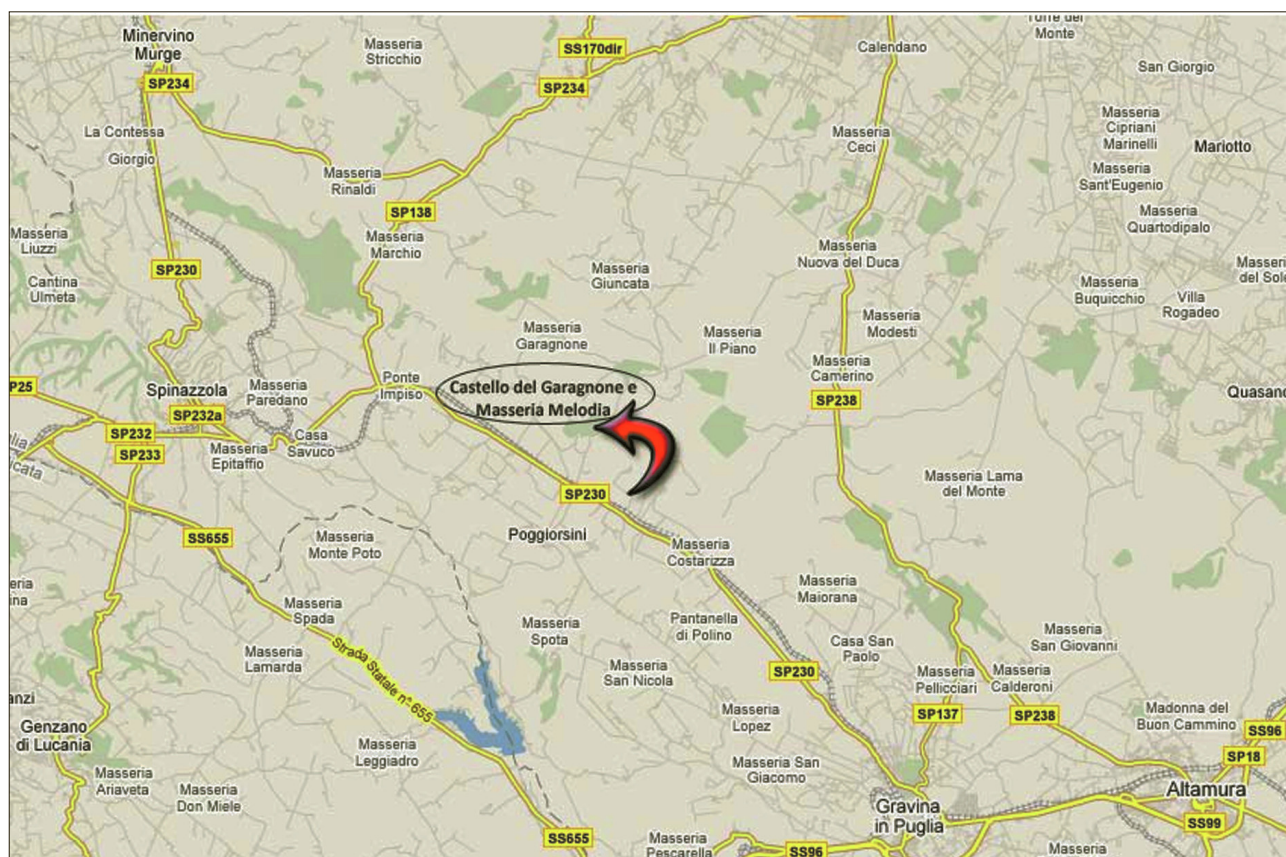 Minervino
Murge
Masseria
Stricchio
SS170dir
Calendano
Torre del
Monte
San Giorgio
SP234
SP234
La Contessa
Giorgio
Masseria
Rinaldi
Masseria
Ceci
Masseria
Cipriani
Marinelli
Mariotto
Masseria
Sant'Eugenio
SP138
Masseria
Marchio
Masseria
Quartodipalo
Masseria
Liuzzi
SP230
Cantina
Ulmeta
Masseria
Giuncata
Masseria
Nuova del Duca
Masseria
del Sole
Masseria
Buquicchio
Villa
Rogadeo
Masseria
Garagnone
Masseria
Il Piano
Masseria
Modesti
Masseria
Camerino
P25
Spinazzola
Masseria
Paredano
Ponte
Impiso
Castello del Garagnone e
Masseria Melodia
SP238
Quasano
SP232a
SP232
SP233
Masseria
Epitaffio
Casa
Savuco
glia
licata
Masseria Lama
del Monte
SP230
SS655
Masseria
Monte Poto
Poggiorsini
Masseria
Costarizza
eria
ina
Masseria
Spada
Masseria
Maiorana
Masseria
Lamarda
Strada Statale n° 655
Masseria
Spota
Pantanella
di Polino
Casa San
Paolo
Masseria
San Giovanni
Masseria
San Nicola
SP230
Masseria
Pellicciari
Masseria
Calderoni
anzi
Genzano
di Lucania
Masseria
Lopez
SP137
SP238
Madonna del
Buon Cammino
SS96
Masseria
Leggiadro
Masseria San
Giacomo
SP18
Masseria
Ariaveta
Masseria
Don Miele
Gravina
in Puglia
Altamura
SS99
SS655
Masseria
Pescarella
SS96
Masseria